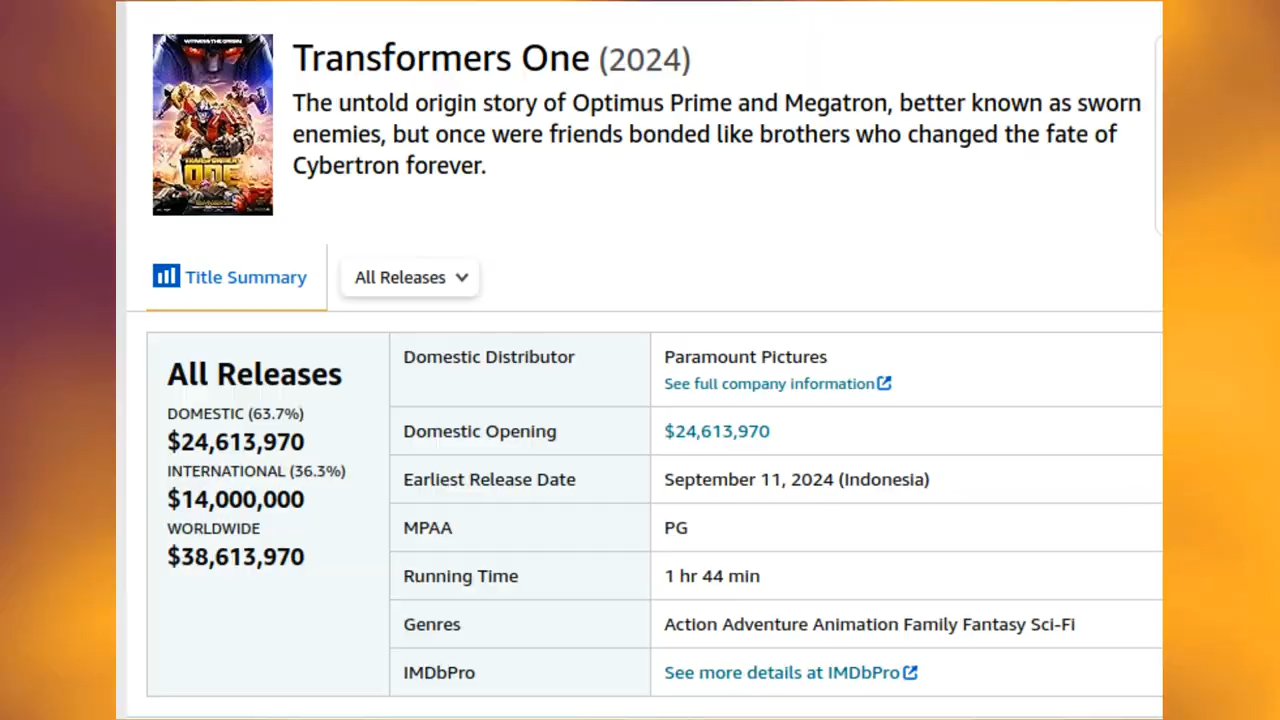 WITNESS THE ORIGIN
TRANSFORMERS
ONE
Transformers One (2024)
The untold origin story of Optimus Prime and Megatron, better known as sworn
enemies, but once were friends bonded like brothers who changed the fate of
Cybertron forever.
Title Summary
All Releases
All Releases
DOMESTIC (63.7%)
$24,613,970
INTERNATIONAL (36.3%)
$14,000,000
WORLDWIDE
$38,613,970
Domestic Distributor
Paramount Pictures
See full company information
Domestic Opening
$24,613,970
Earliest Release Date
September 11, 2024 (Indonesia)
MPAA
PG
Running Time
1 hr 44 min
Genres
Action Adventure Animation Family Fantasy Sci-Fi
IMDbPro
See more details at IMDbPro